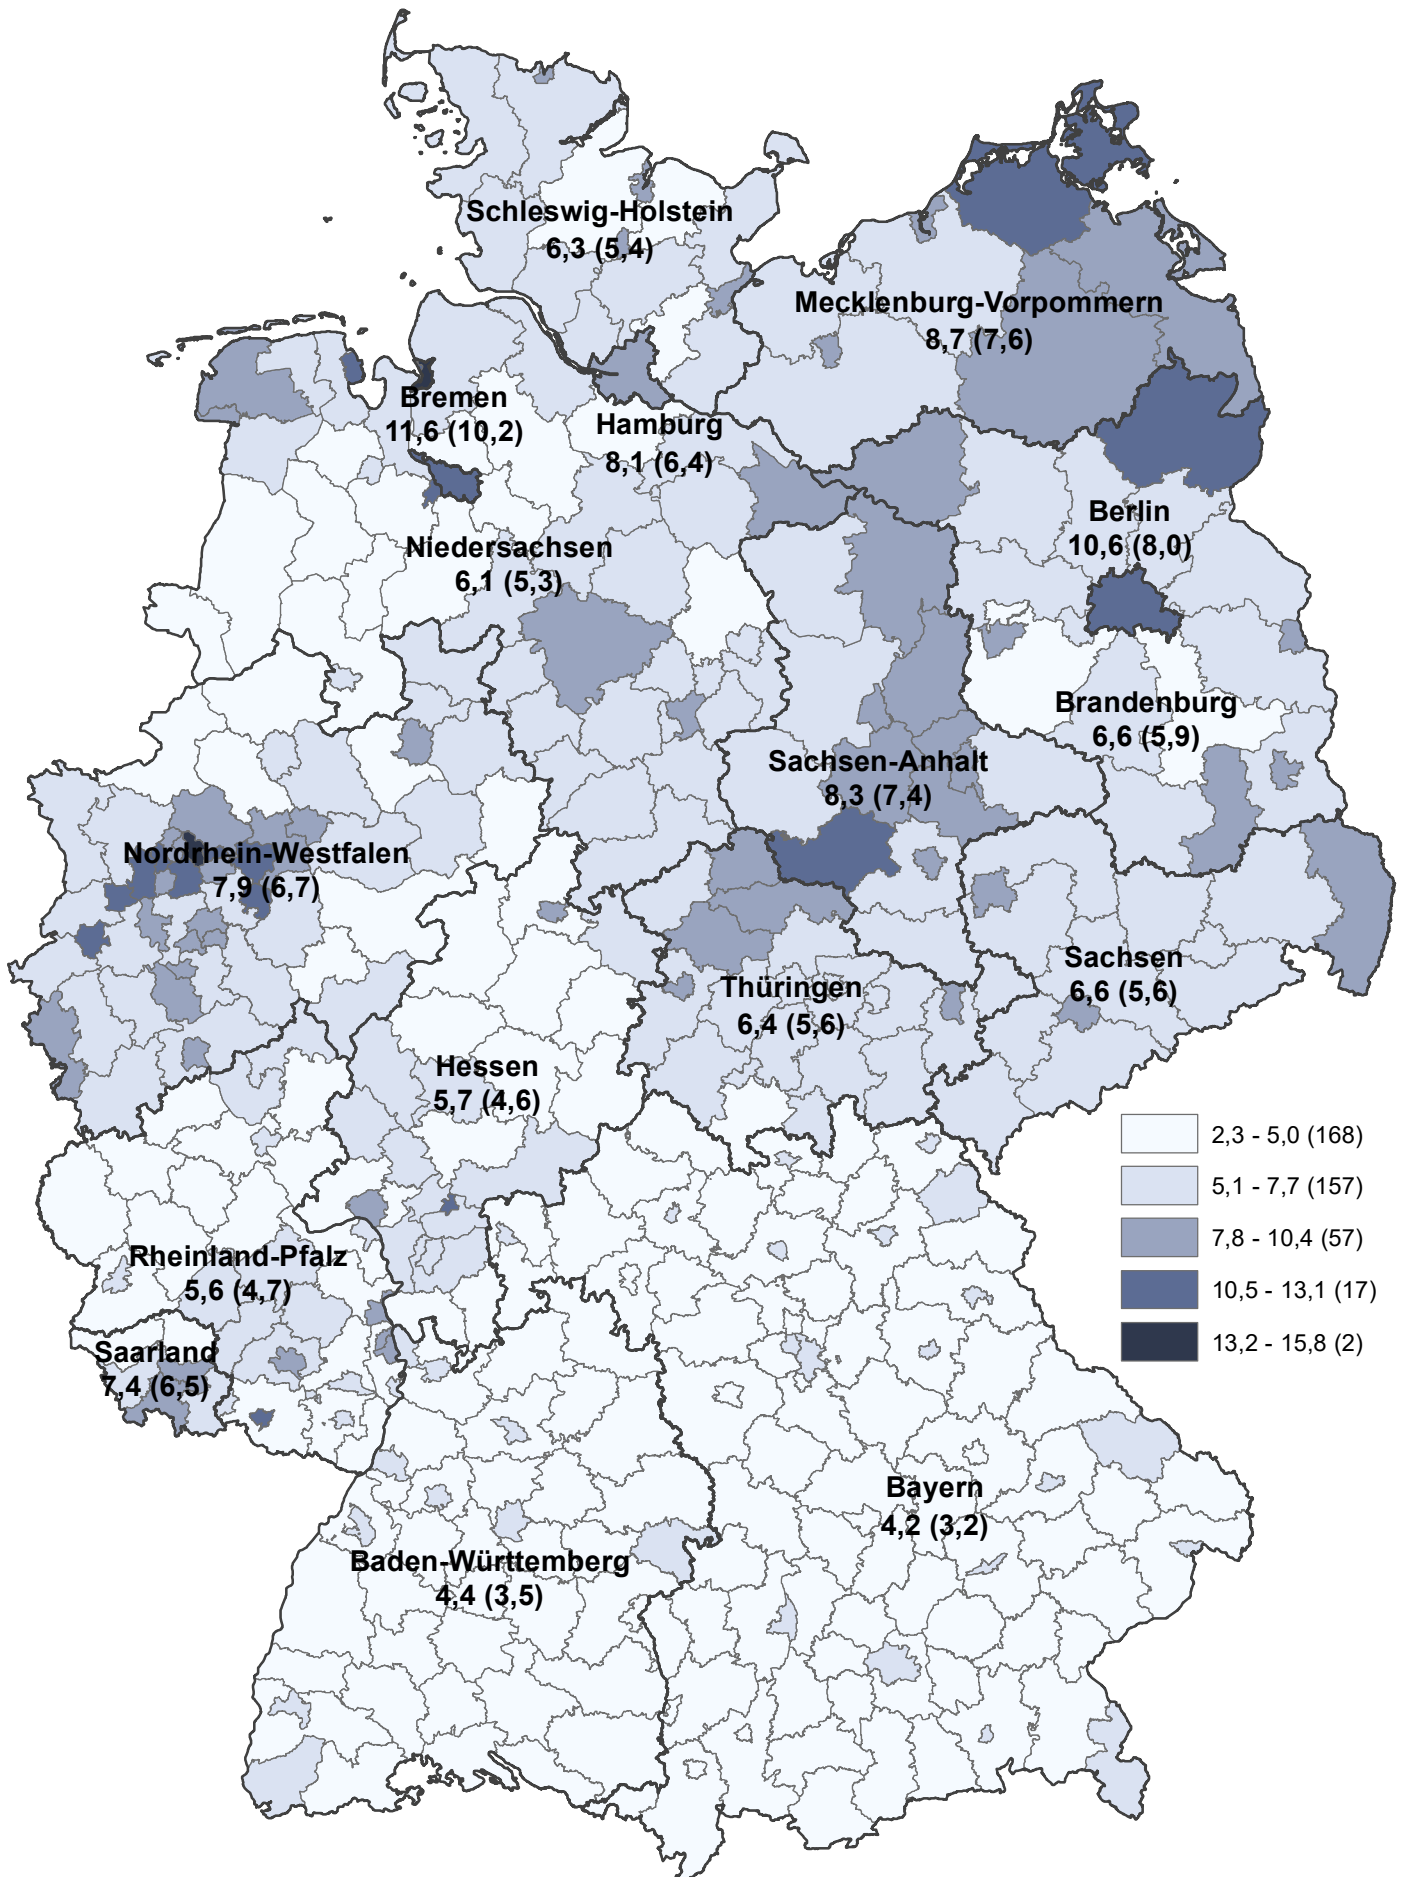 Schleswig-Holstein
6,3 (5,4)
Mecklenburg-Vorpommern
8,7 (7,6)
Bremen
11,6 (10,2)
Hamburg
8,1 (6,4)
Berlin
10,6 (8,0)
Niedersachsen
6,1 (5,3)
Brandenburg
6,6 (5,9)
Sachsen-Anhalt
8,3 (7,4)
Nordrhein-Westfalen
7,9 (6,7)
Sachsen
6,6 (5,6)
Thüringen
6,4 (5,6)
Hessen
5,7 (4,6)
2,3 - 5,0 (168)
5,1 - 7,7 (157)
7,8 - 10,4 (57)
10,5 - 13,1 (17)
13,2 - 15,8 (2)
Rheinland-Pfalz
5,6 (4,7)
Saarland
7,4 (6,5)
Bayern
4,2 (3,2)
Baden-Württemberg
4,4 (3,5)